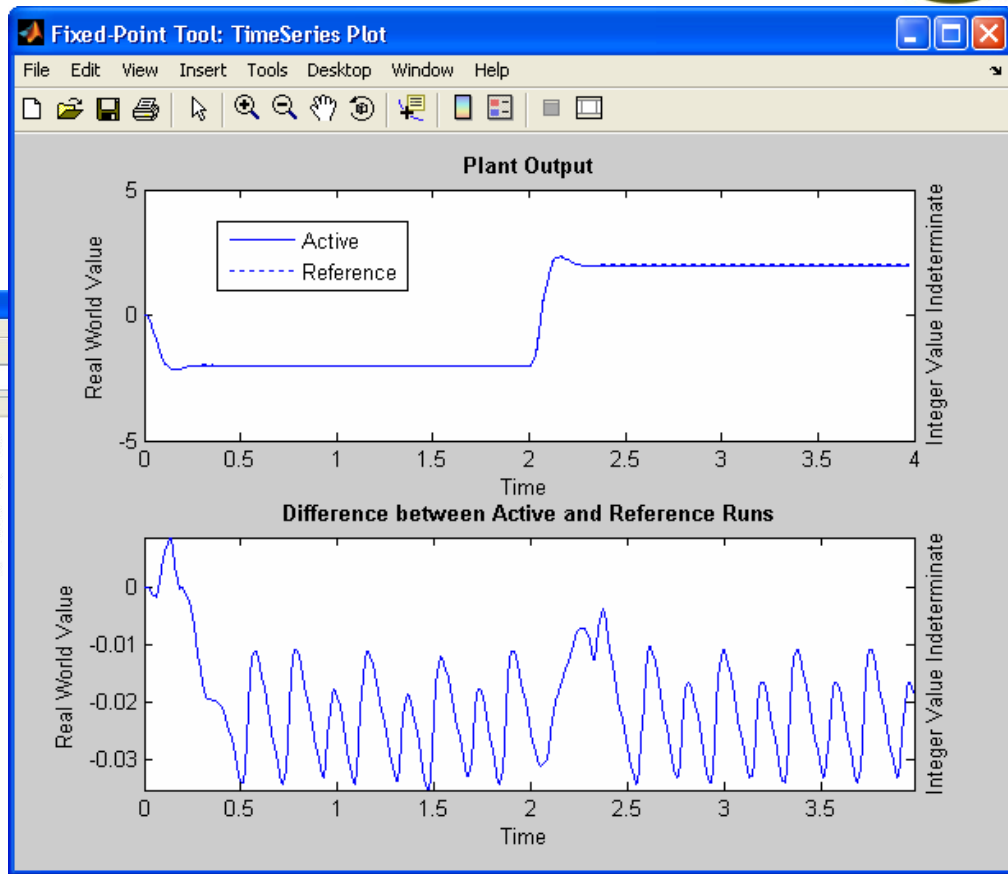 Fixed-Point Tool: TimeSeries Plot
File Edit View Insert Tools Desktop Window Help
Plant Output
5
0
-5
Real World Value
Active
Reference
Integer Value Indeterminate
0 0.5 1 1.5 2 2.5 3 3.5 4
Time
Difference between Active and Reference Runs
0
-0.01
-0.02
-0.03
Real World Value
Integer Value Indeterminate
0 0.5 1 1.5 2 2.5 3 3.5
Time